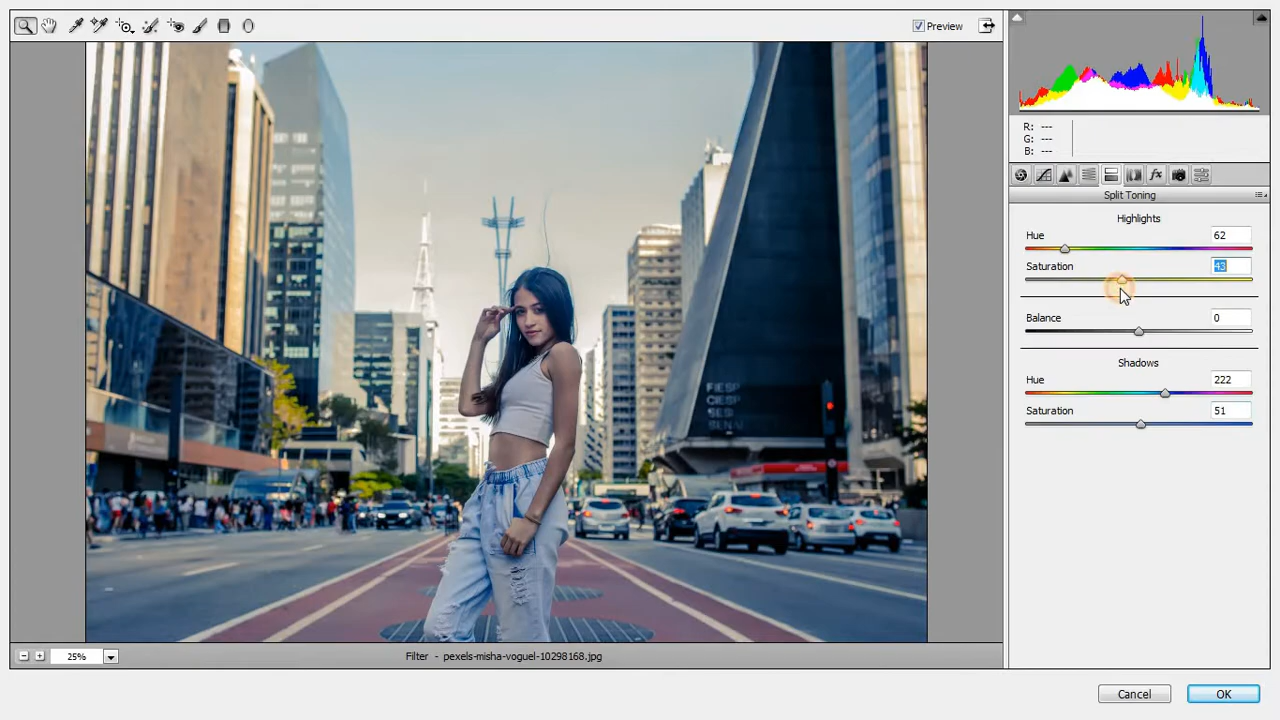 Preview
R: ---
G: ---
B: ---
Split Toning
Highlights
Hue 62
Saturation 43
Balance 0
Shadows
Hue 222
Saturation 51
FIESP
CIESP
SESI
SENAI
25%
Filter - pexels-misha-voguel-10298168.jpg
Cancel
OK